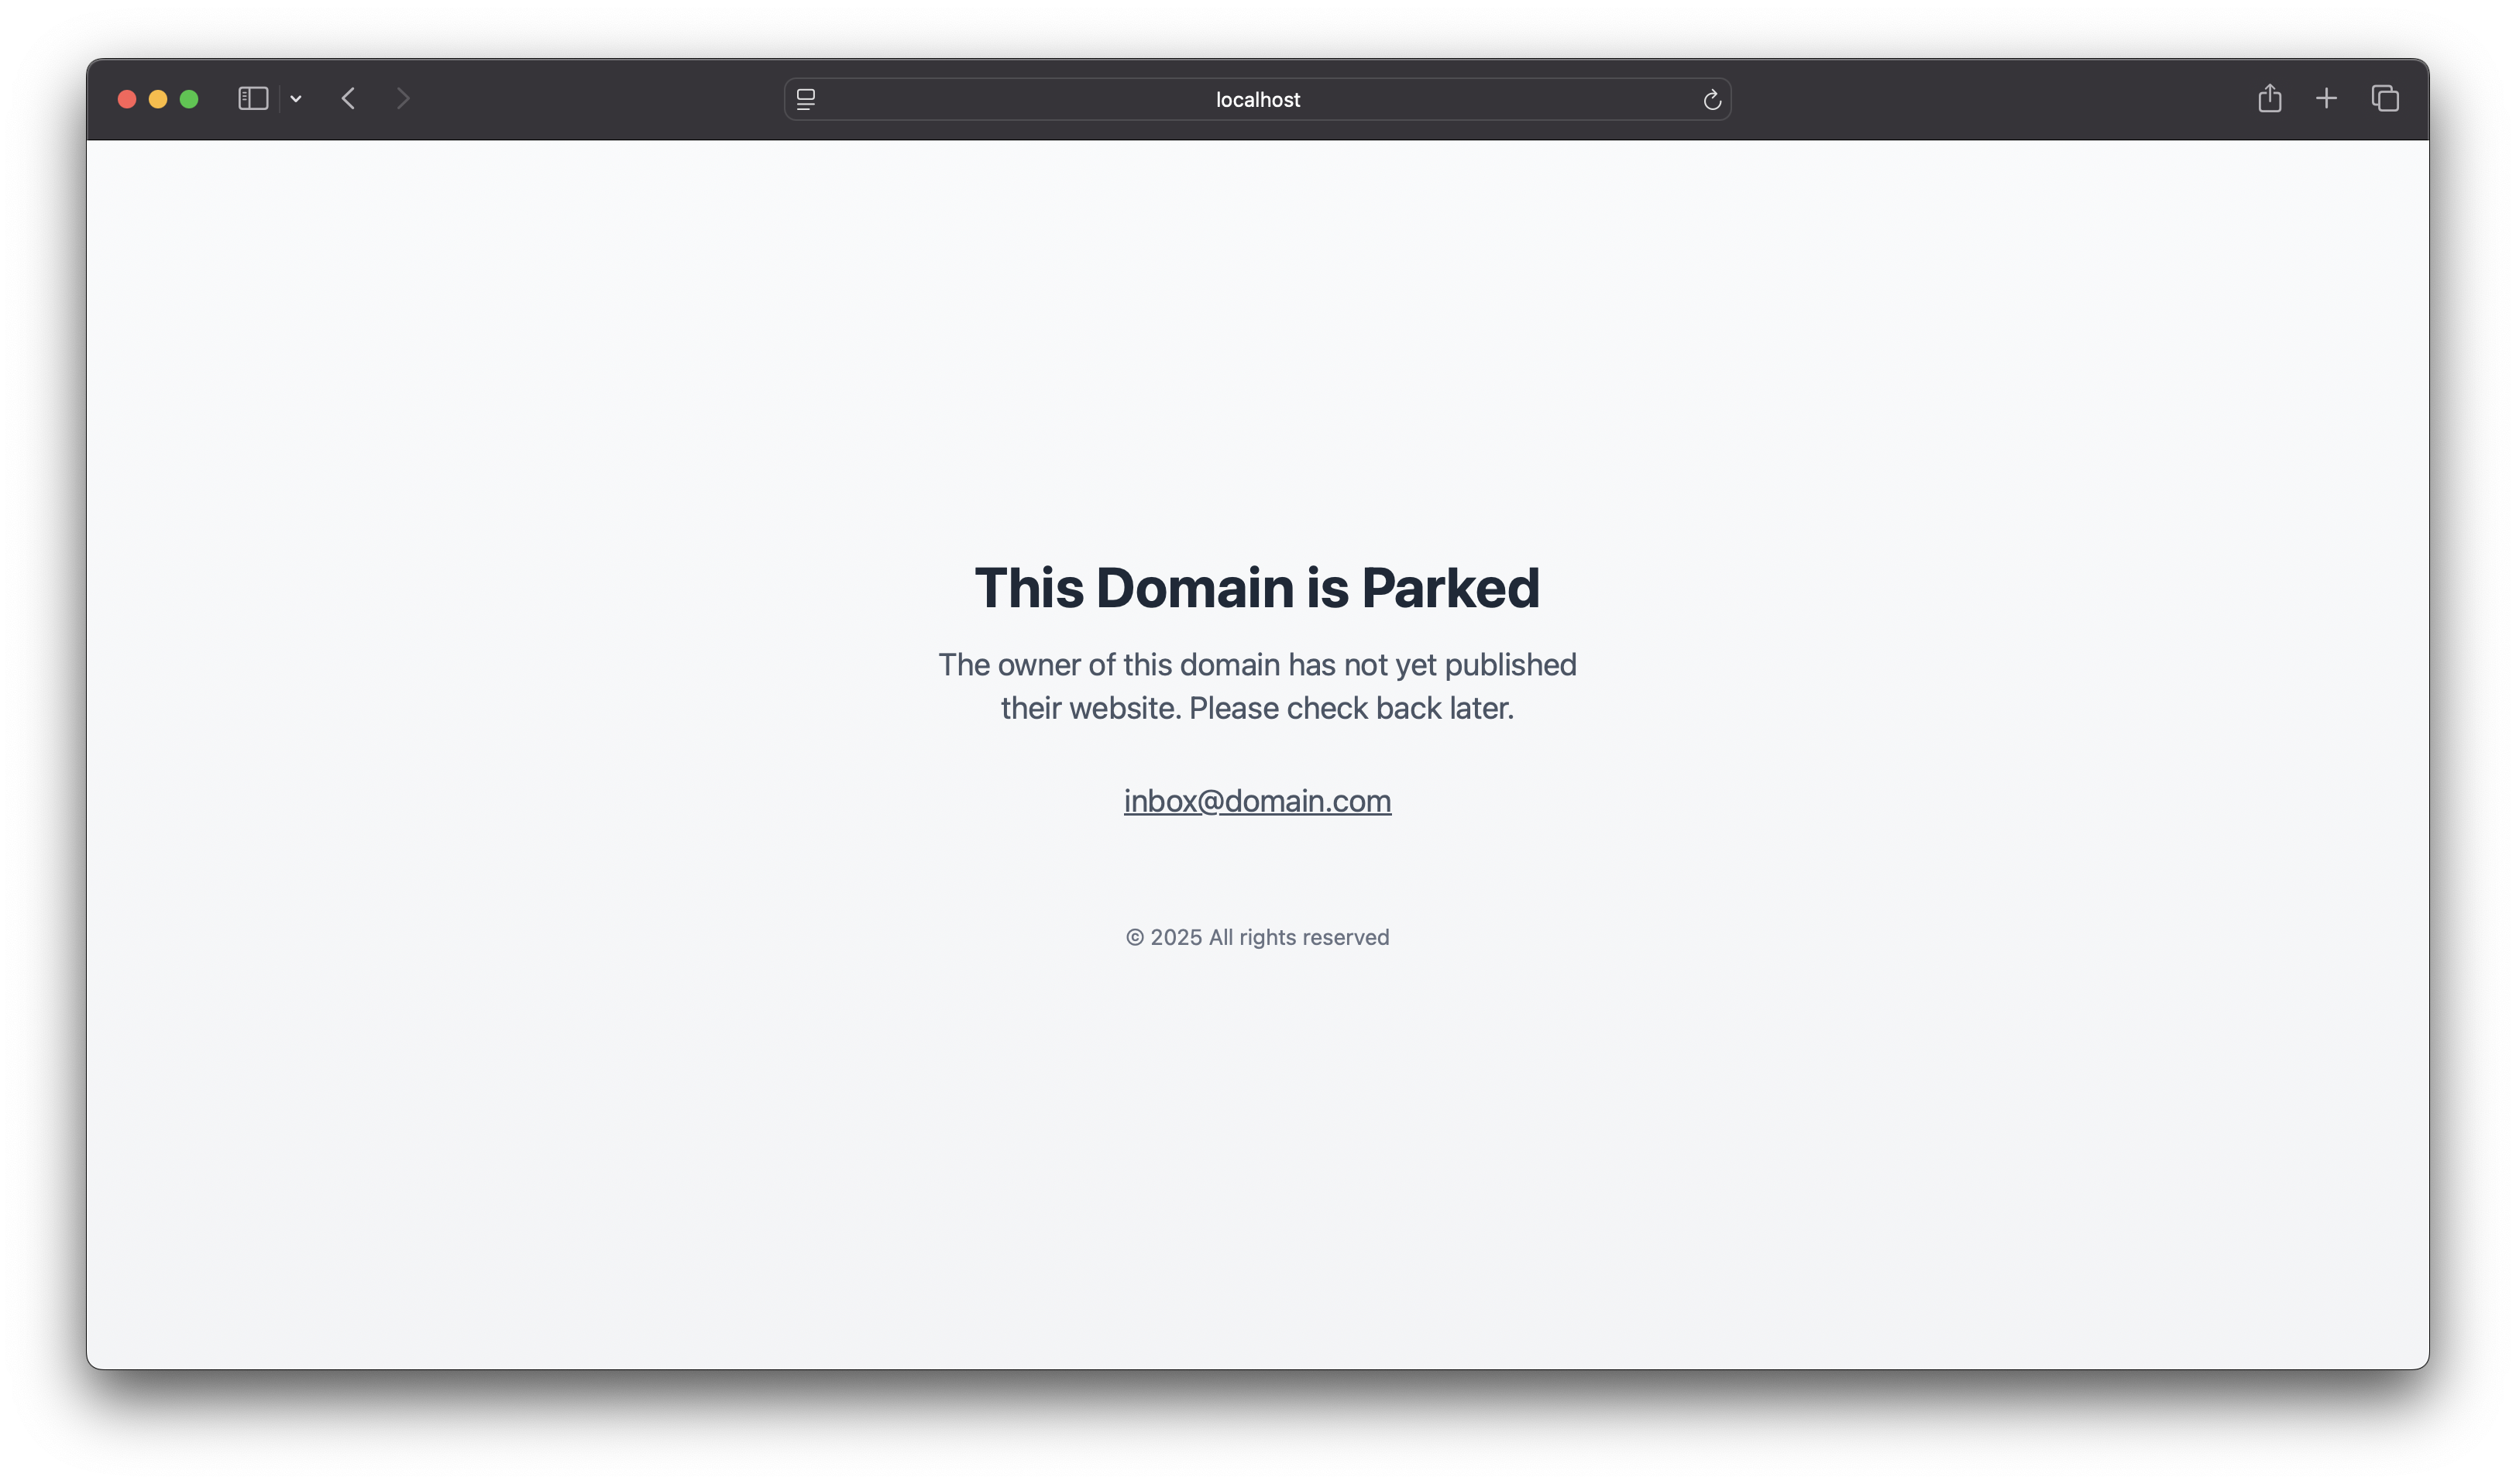 localhost
This Domain is Parked
The owner of this domain has not yet published
their website. Please check back later.
inbox@domain.com
© 2025 All rights reserved